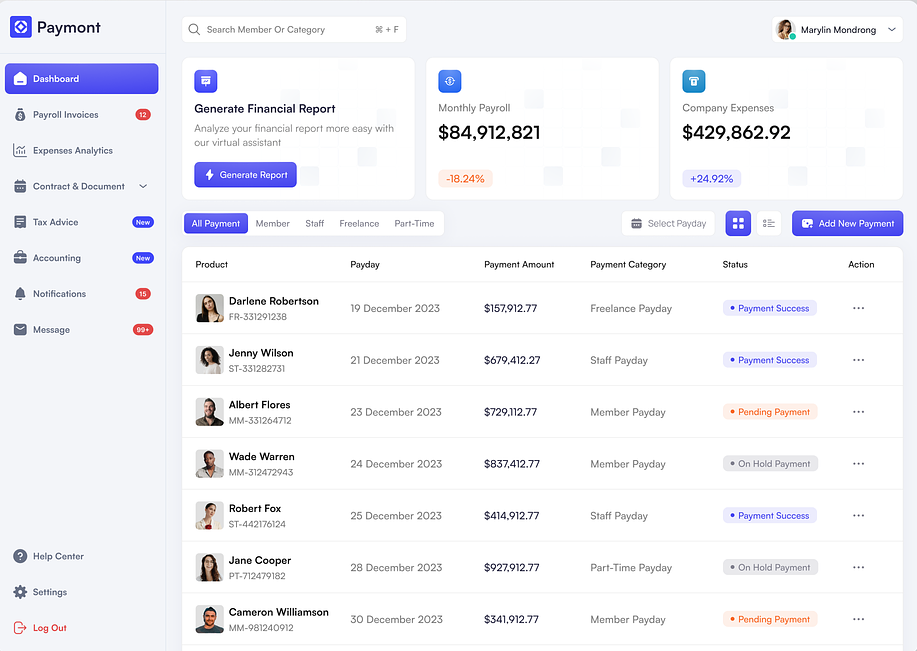 Paymont
Search Member Or Category ⌘ + F
Marylin Mondrong
Dashboard
Payroll Invoices 12
Expenses Analytics
Contract & Document
Tax Advice New
Accounting New
Notifications 15
Message 99+
Help Center
Settings
Log Out
Generate Financial Report
Analyze your financial report more easy with
our virtual assistant
Generate Report
Monthly Payroll
$84,912,821
-18.24%
Company Expenses
$429,862.92
+24.92%
All Payment Member Staff Freelance Part-Time
Select Payday
Add New Payment
Product Payday Payment Amount Payment Category Status Action
Darlene Robertson
FR-331291238
19 December 2023 $157,912.77 Freelance Payday Payment Success
Jenny Wilson
ST-331282731
21 December 2023 $679,412.27 Staff Payday Payment Success
Albert Flores
MM-331264712
23 December 2023 $729,112.77 Member Payday Pending Payment
Wade Warren
MM-312472943
24 December 2023 $837,412.77 Member Payday On Hold Payment
Robert Fox
ST-442176124
25 December 2023 $414,912.77 Staff Payday Payment Success
Jane Cooper
PT-712479182
28 December 2023 $927,912.77 Part-Time Payday On Hold Payment
Cameron Williamson
MM-981240912
30 December 2023 $341,912.77 Member Payday Pending Payment